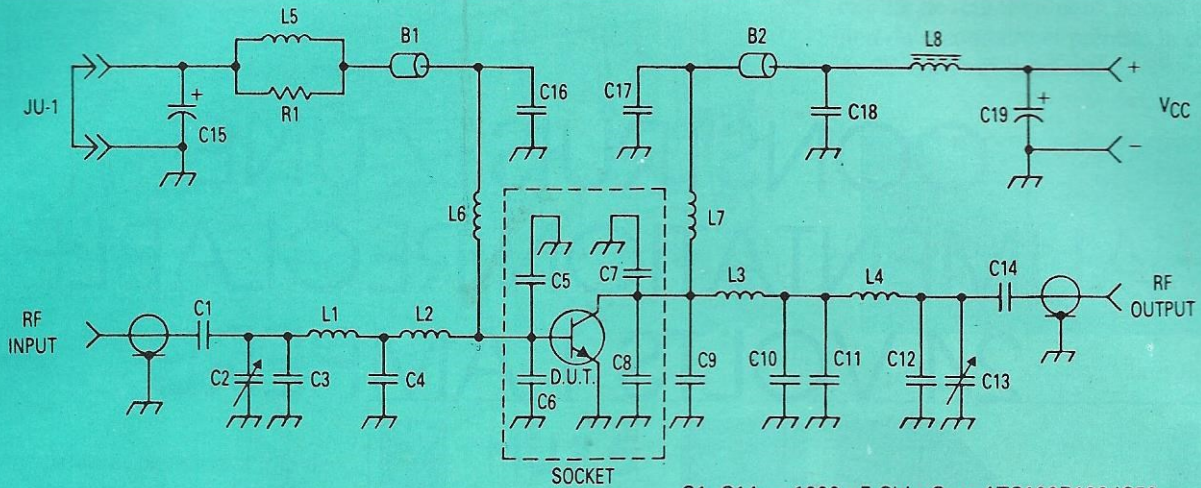 L5
B1
B2
L8
+
JU-1
+
C15
R1
C16
C17
C18
C19
+
VCC
−
L6
L7
C5
C7
RF
INPUT
C1
L1
L2
L3
L4
C14
RF
OUTPUT
C2
C3
C4
D.U.T.
C6
C8
C9
C10
C11
C12
C13
SOCKET